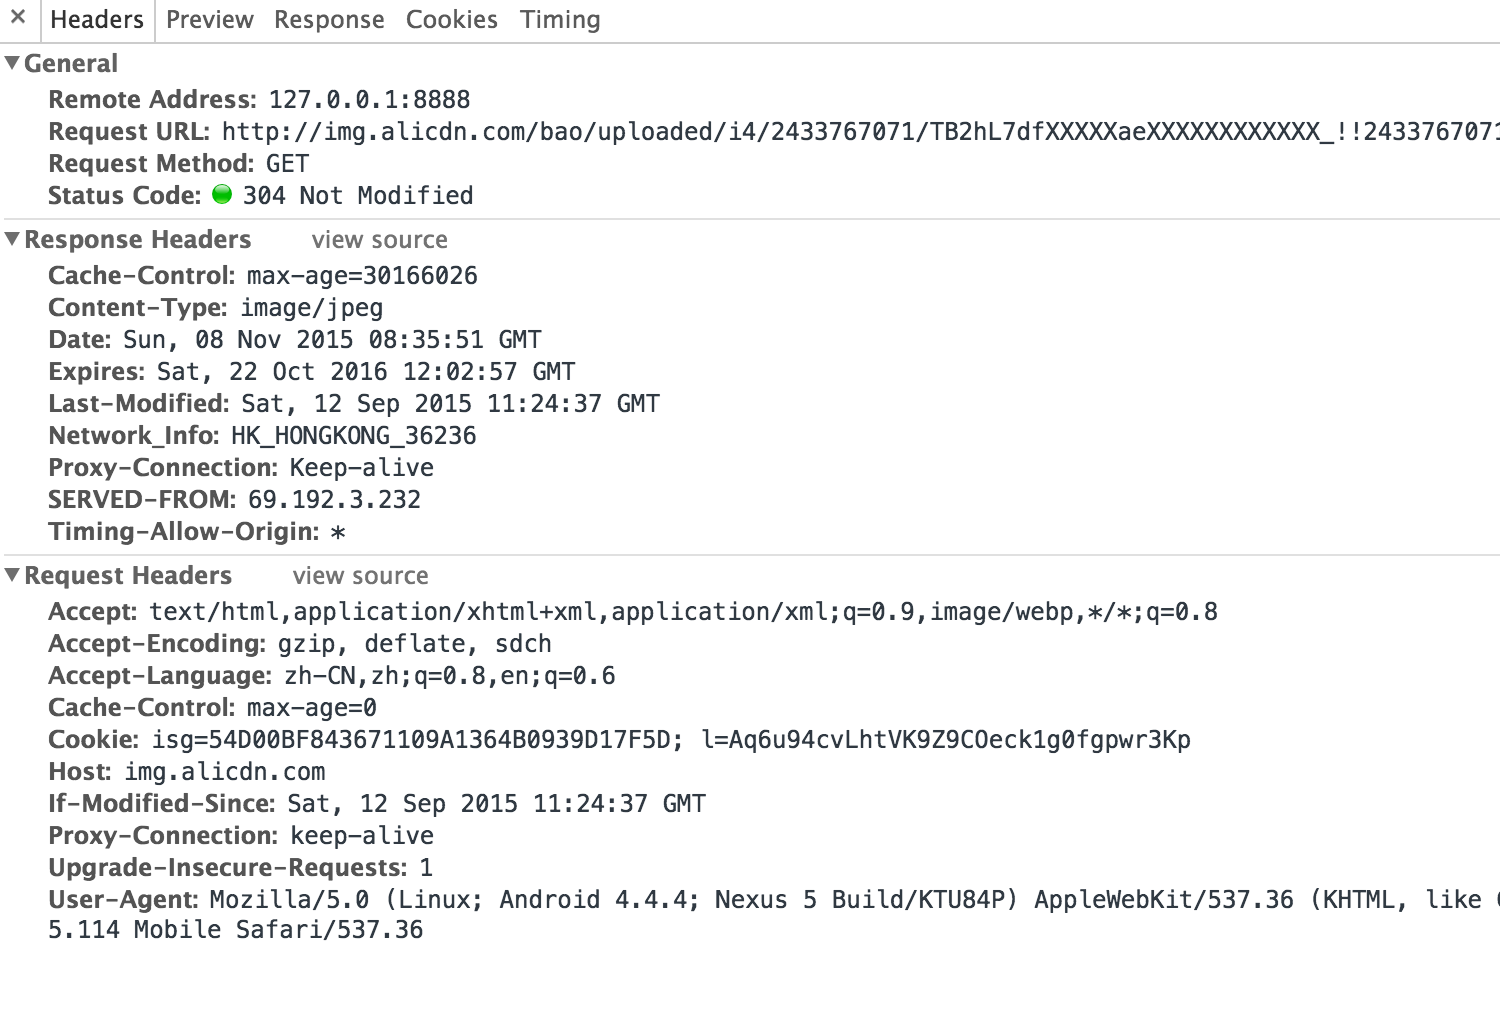 × Headers Preview Response Cookies Timing
▼General
Remote Address: 127.0.0.1:8888
Request URL: http://img.alicdn.com/bao/uploaded/i4/2433767071/TB2hL7dfXXXXXaeXXXXXXXXXXXX_!!2433767071
Request Method: GET
Status Code: 304 Not Modified
▼Response Headers view source
Cache-Control: max-age=30166026
Content-Type: image/jpeg
Date: Sun, 08 Nov 2015 08:35:51 GMT
Expires: Sat, 22 Oct 2016 12:02:57 GMT
Last-Modified: Sat, 12 Sep 2015 11:24:37 GMT
Network_Info: HK_HONGKONG_36236
Proxy-Connection: Keep-alive
SERVED-FROM: 69.192.3.232
Timing-Allow-Origin: *
▼Request Headers view source
Accept: text/html,application/xhtml+xml,application/xml;q=0.9,image/webp,*/*;q=0.8
Accept-Encoding: gzip, deflate, sdch
Accept-Language: zh-CN,zh;q=0.8,en;q=0.6
Cache-Control: max-age=0
Cookie: isg=54D00BF843671109A1364B0939D17F5D; l=Aq6u94cvLhtVK9Z9COeck1g0fgpwr3Kp
Host: img.alicdn.com
If-Modified-Since: Sat, 12 Sep 2015 11:24:37 GMT
Proxy-Connection: keep-alive
Upgrade-Insecure-Requests: 1
User-Agent: Mozilla/5.0 (Linux; Android 4.4.4; Nexus 5 Build/KTU84P) AppleWebKit/537.36 (KHTML, like
5.114 Mobile Safari/537.36